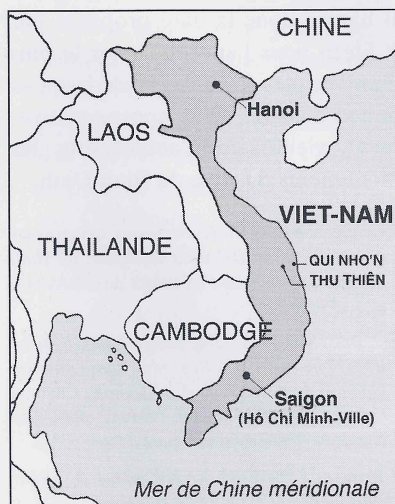 CHINE
Hanoi
LAOS
VIET-NAM
THAILANDE
QUI NHO'N
THU THIÊN
CAMBODGE
Saigon
(Hô Chi Minh-Ville)
Mer de Chine méridionale